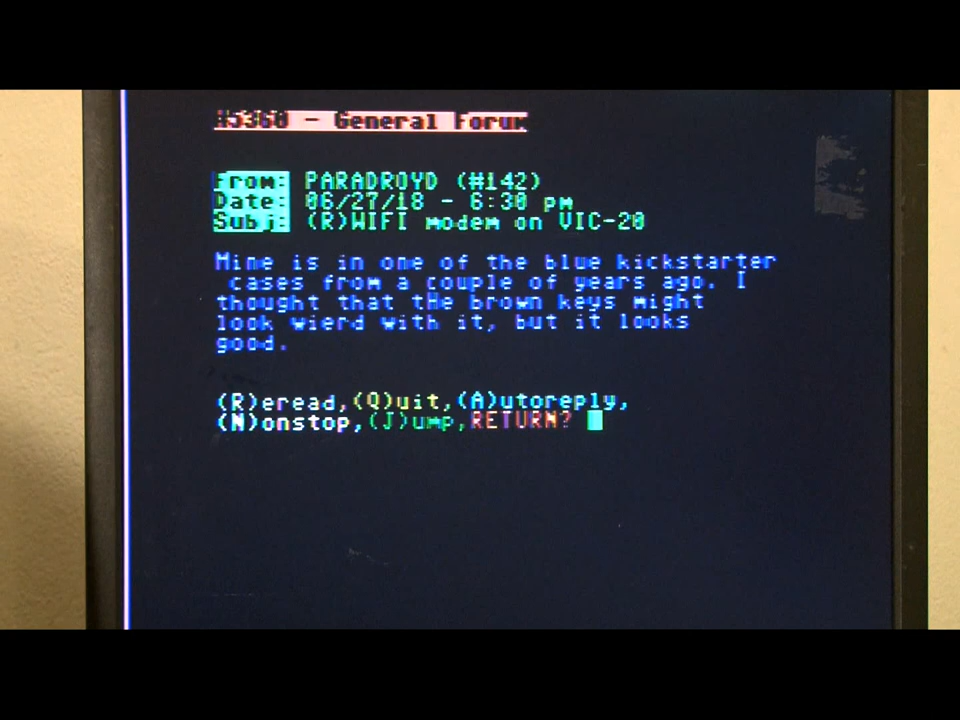 #5360 - General Forum
From: PARADROYD (#142)
Date: 06/27/18 - 6:30 pm
Subj: (R)WIFI modem on VIC-20
Mine is in one of the blue kickstarter
cases from a couple of years ago. I
thought that tHe brown keys might
look wierd with it, but it looks
good.
(R)eread,(Q)uit,(A)utoreply,
(N)onstop,(J)ump,RETURN?